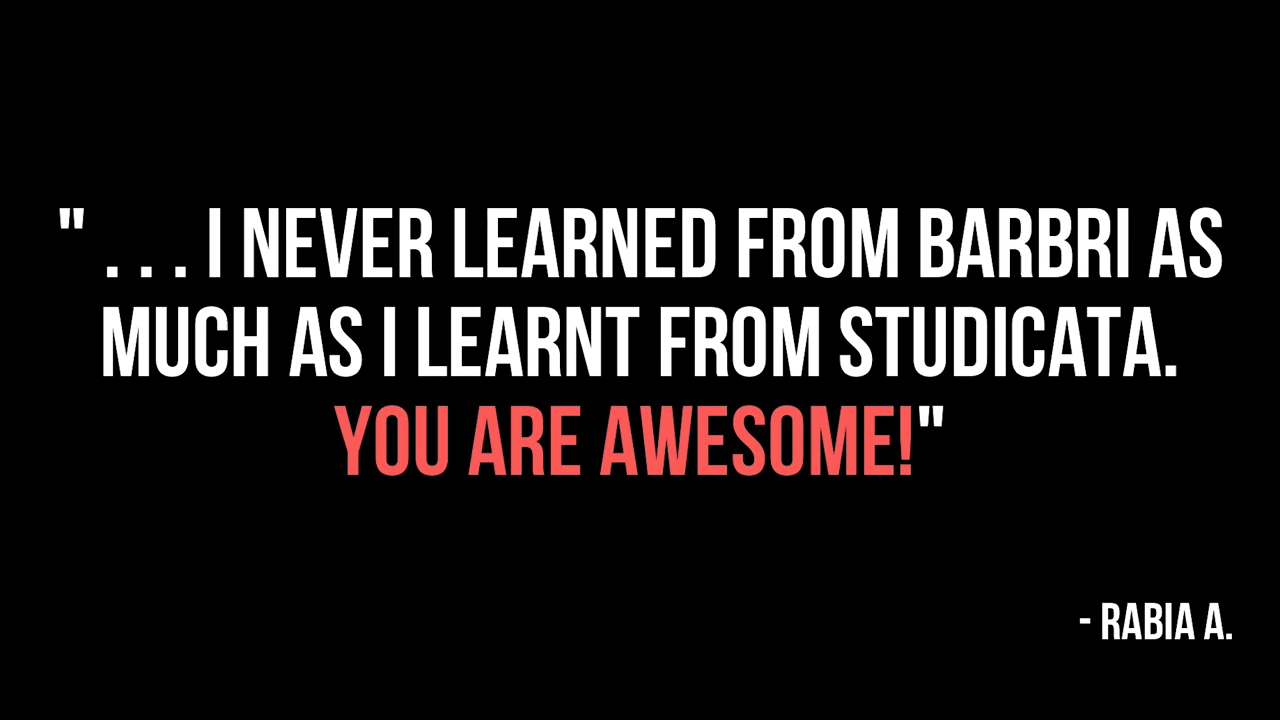 " . . . I NEVER LEARNED FROM BARBRI AS
MUCH AS I LEARNT FROM STUDICATA.
YOU ARE AWESOME!"
- RABIA A.